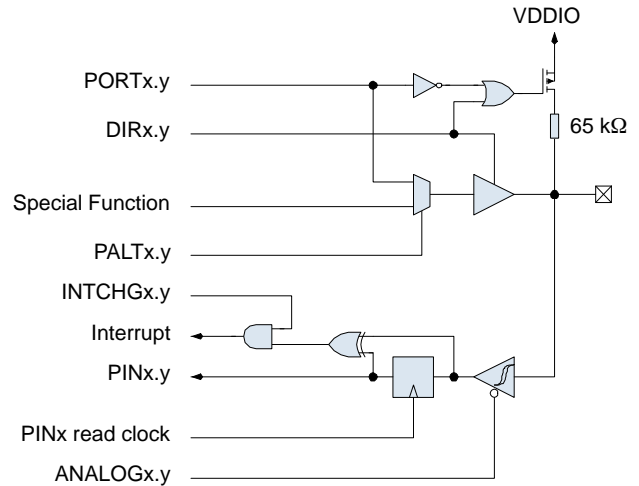 VDDIO
PORTx.y
DIRx.y
65 kΩ
Special Function
PALTx.y
INTCHGx.y
Interrupt
PINx.y
PINx read clock
ANALOGx.y